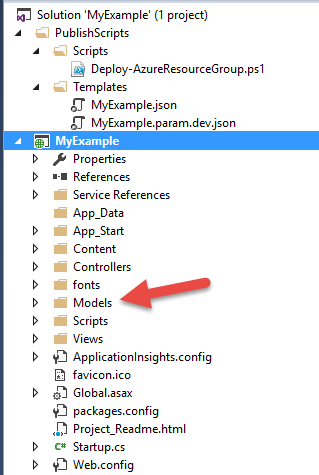 Solution 'MyExample' (1 project)
PublishScripts
Scripts
Deploy-AzureResourceGroup.ps1
Templates
MyExample.json
MyExample.param.dev.json
MyExample
Properties
References
Service References
App_Data
App_Start
Content
Controllers
fonts
Models
Scripts
Views
ApplicationInsights.config
favicon.ico
Global.asax
packages.config
Project_Readme.html
C# Startup.cs
Web.config